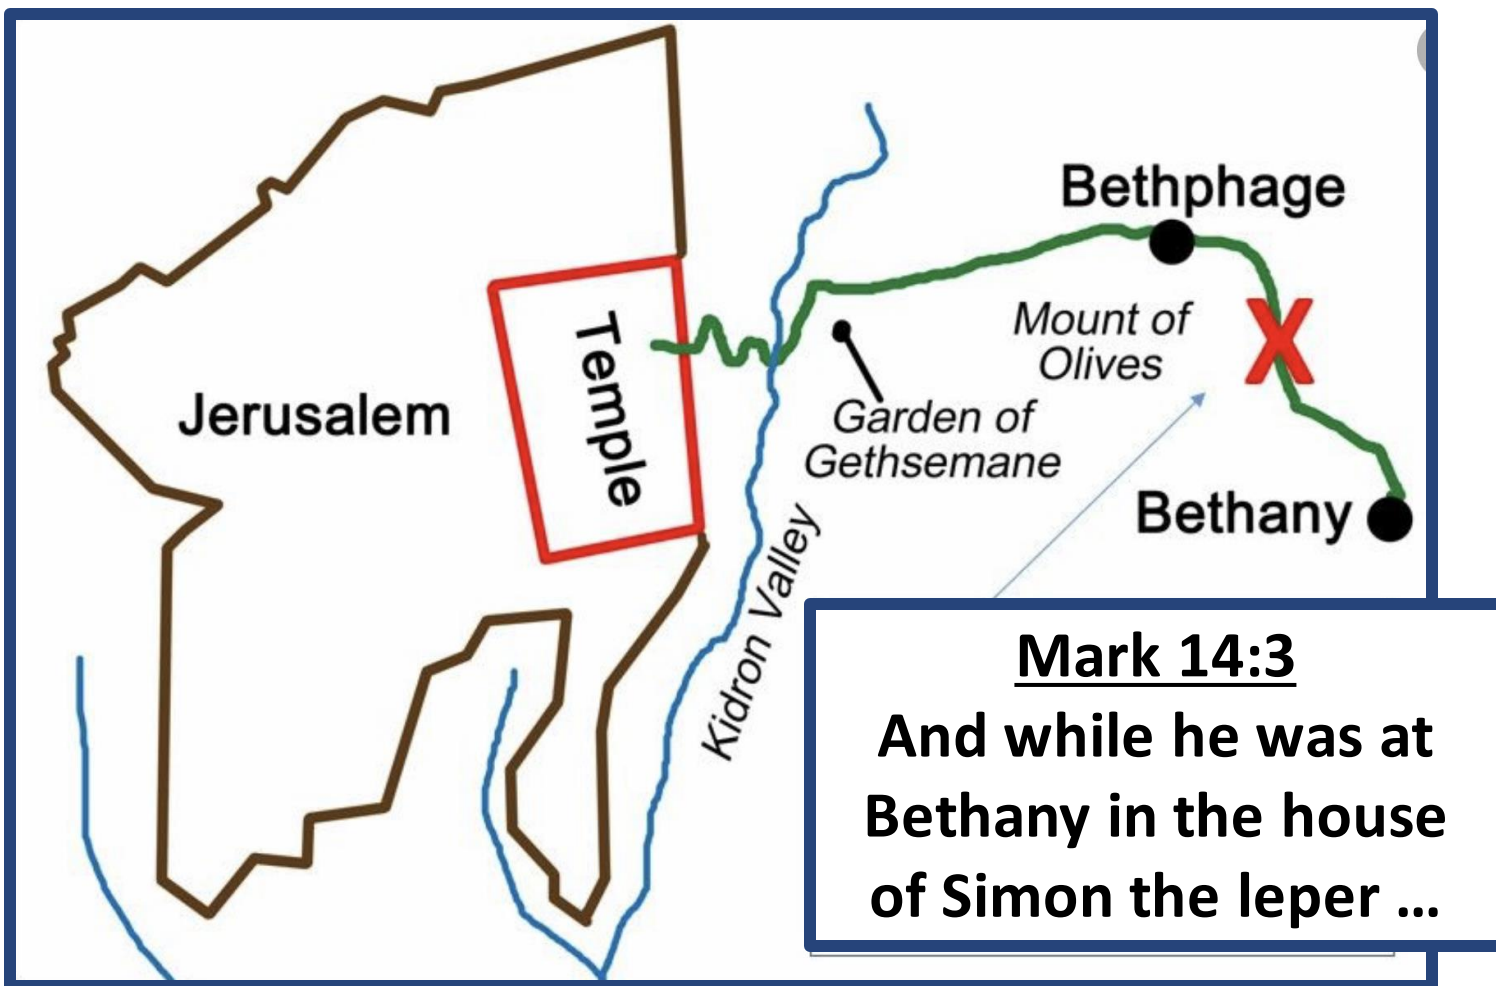 Bethphage
Mount of
Olives
X
Temple
Jerusalem
Garden of
Gethsemane
Bethany
Kidron Valley
Mark 14:3
And while he was at
Bethany in the house
of Simon the leper ...